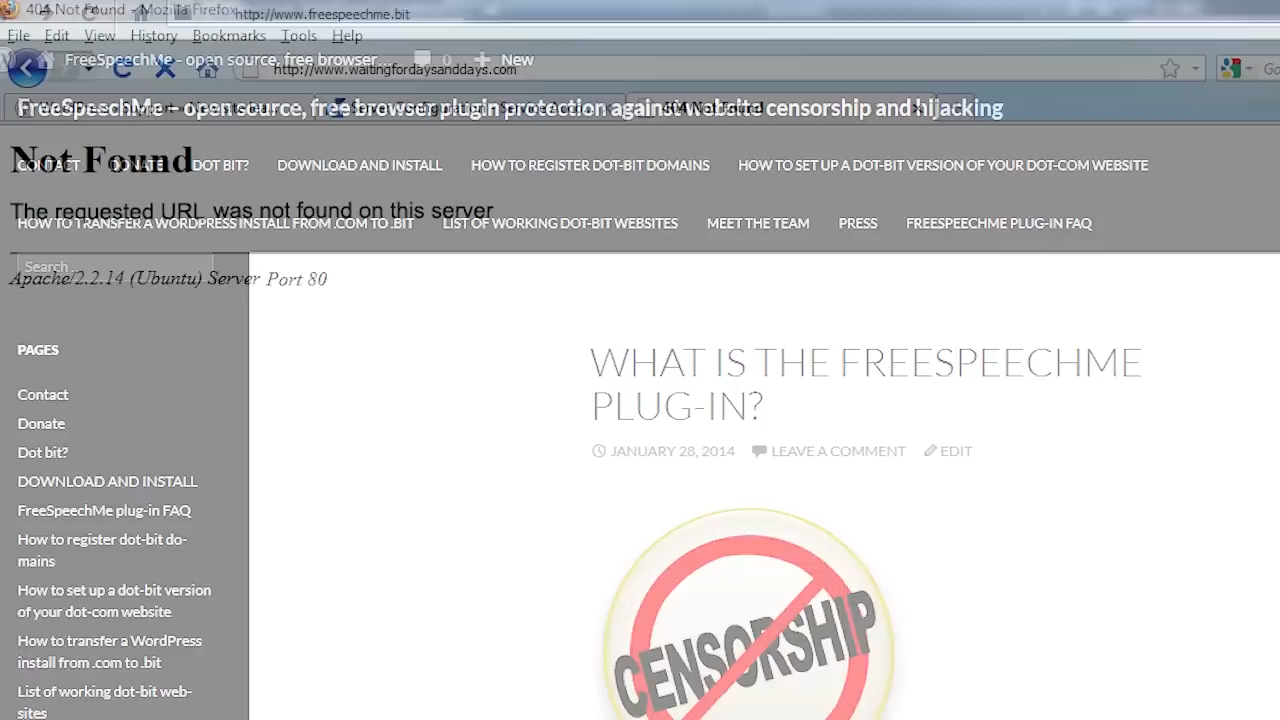 404 Not Found - Mozilla Firefox
http://www.freespeechme.bit
File Edit View History Bookmarks Tools Help
FreeSpeechMe - open source, free browser... 0 New
http://www.waitingfordaysanddays.com
Go
404 Not Found
FreeSpeechMe – open source, free browser plugin protection against website censorship and hijacking
Not Found
CONTACT DONATE DOT BIT? DOWNLOAD AND INSTALL HOW TO REGISTER DOT-BIT DOMAINS HOW TO SET UP A DOT-BIT VERSION OF YOUR DOT-COM WEBSITE
The requested URL was not found on this server
HOW TO TRANSFER A WORDPRESS INSTALL FROM .COM TO .BIT LIST OF WORKING DOT-BIT WEBSITES MEET THE TEAM PRESS FREESPEECHME PLUG-IN FAQ
Search
Apache/2.2.14 (Ubuntu) Server Port 80
PAGES
Contact
Donate
Dot bit?
DOWNLOAD AND INSTALL
FreeSpeechMe plug-in FAQ
How to register dot-bit do-
mains
How to set up a dot-bit version
of your dot-com website
How to transfer a WordPress
install from .com to .bit
List of working dot-bit web-
sites
WHAT IS THE FREESPEECHME
PLUG-IN?
JANUARY 28, 2014 LEAVE A COMMENT EDIT
CENSORSHIP